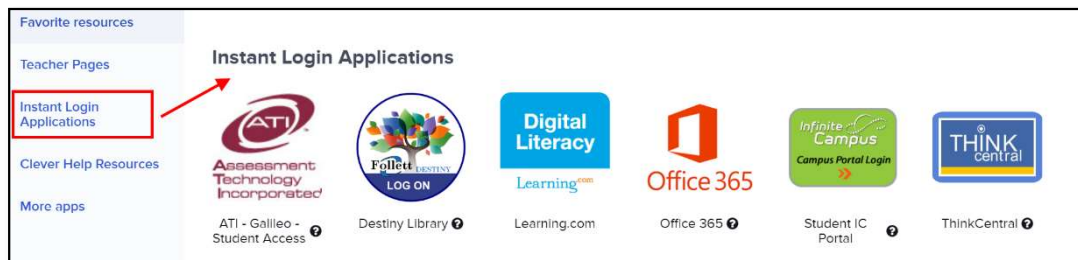 Favorite resources
Teacher Pages
Instant Login
Applications
Clever Help Resources
More apps
Instant Login Applications
ATI
Assessment
Technology
Incorporated
Follett DESTINY
LOG ON
Digital
Literacy
Learning.com
Office 365
Infinite
Campus
Campus Portal Login
THINK
central
ATI - Galileo -
Student Access
Destiny Library
Learning.com
Office 365
Student IC
Portal
ThinkCentral